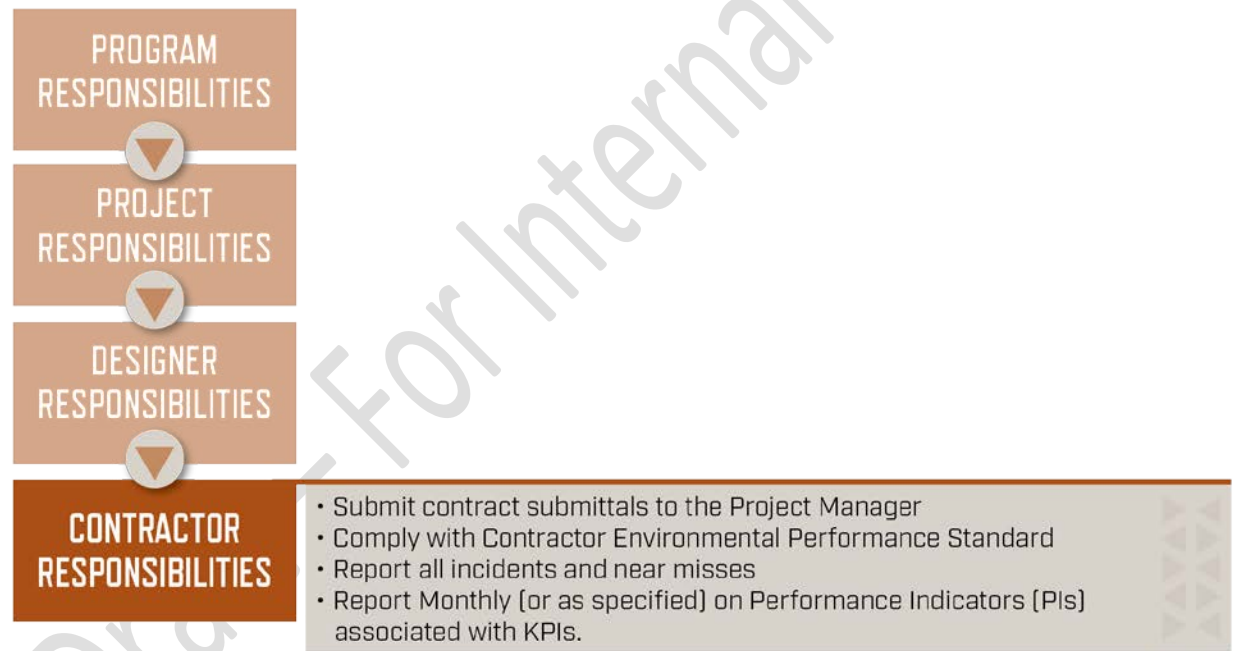 PROGRAM
RESPONSIBILITIES
PROJECT
RESPONSIBILITIES
DESIGNER
RESPONSIBILITIES
CONTRACTOR
RESPONSIBILITIES
• Submit contract submittals to the Project Manager
• Comply with Contractor Environmental Performance Standard
• Report all incidents and near misses
• Report Monthly (or as specified) on Performance Indicators (PIs)
associated with KPIs.
For Internal